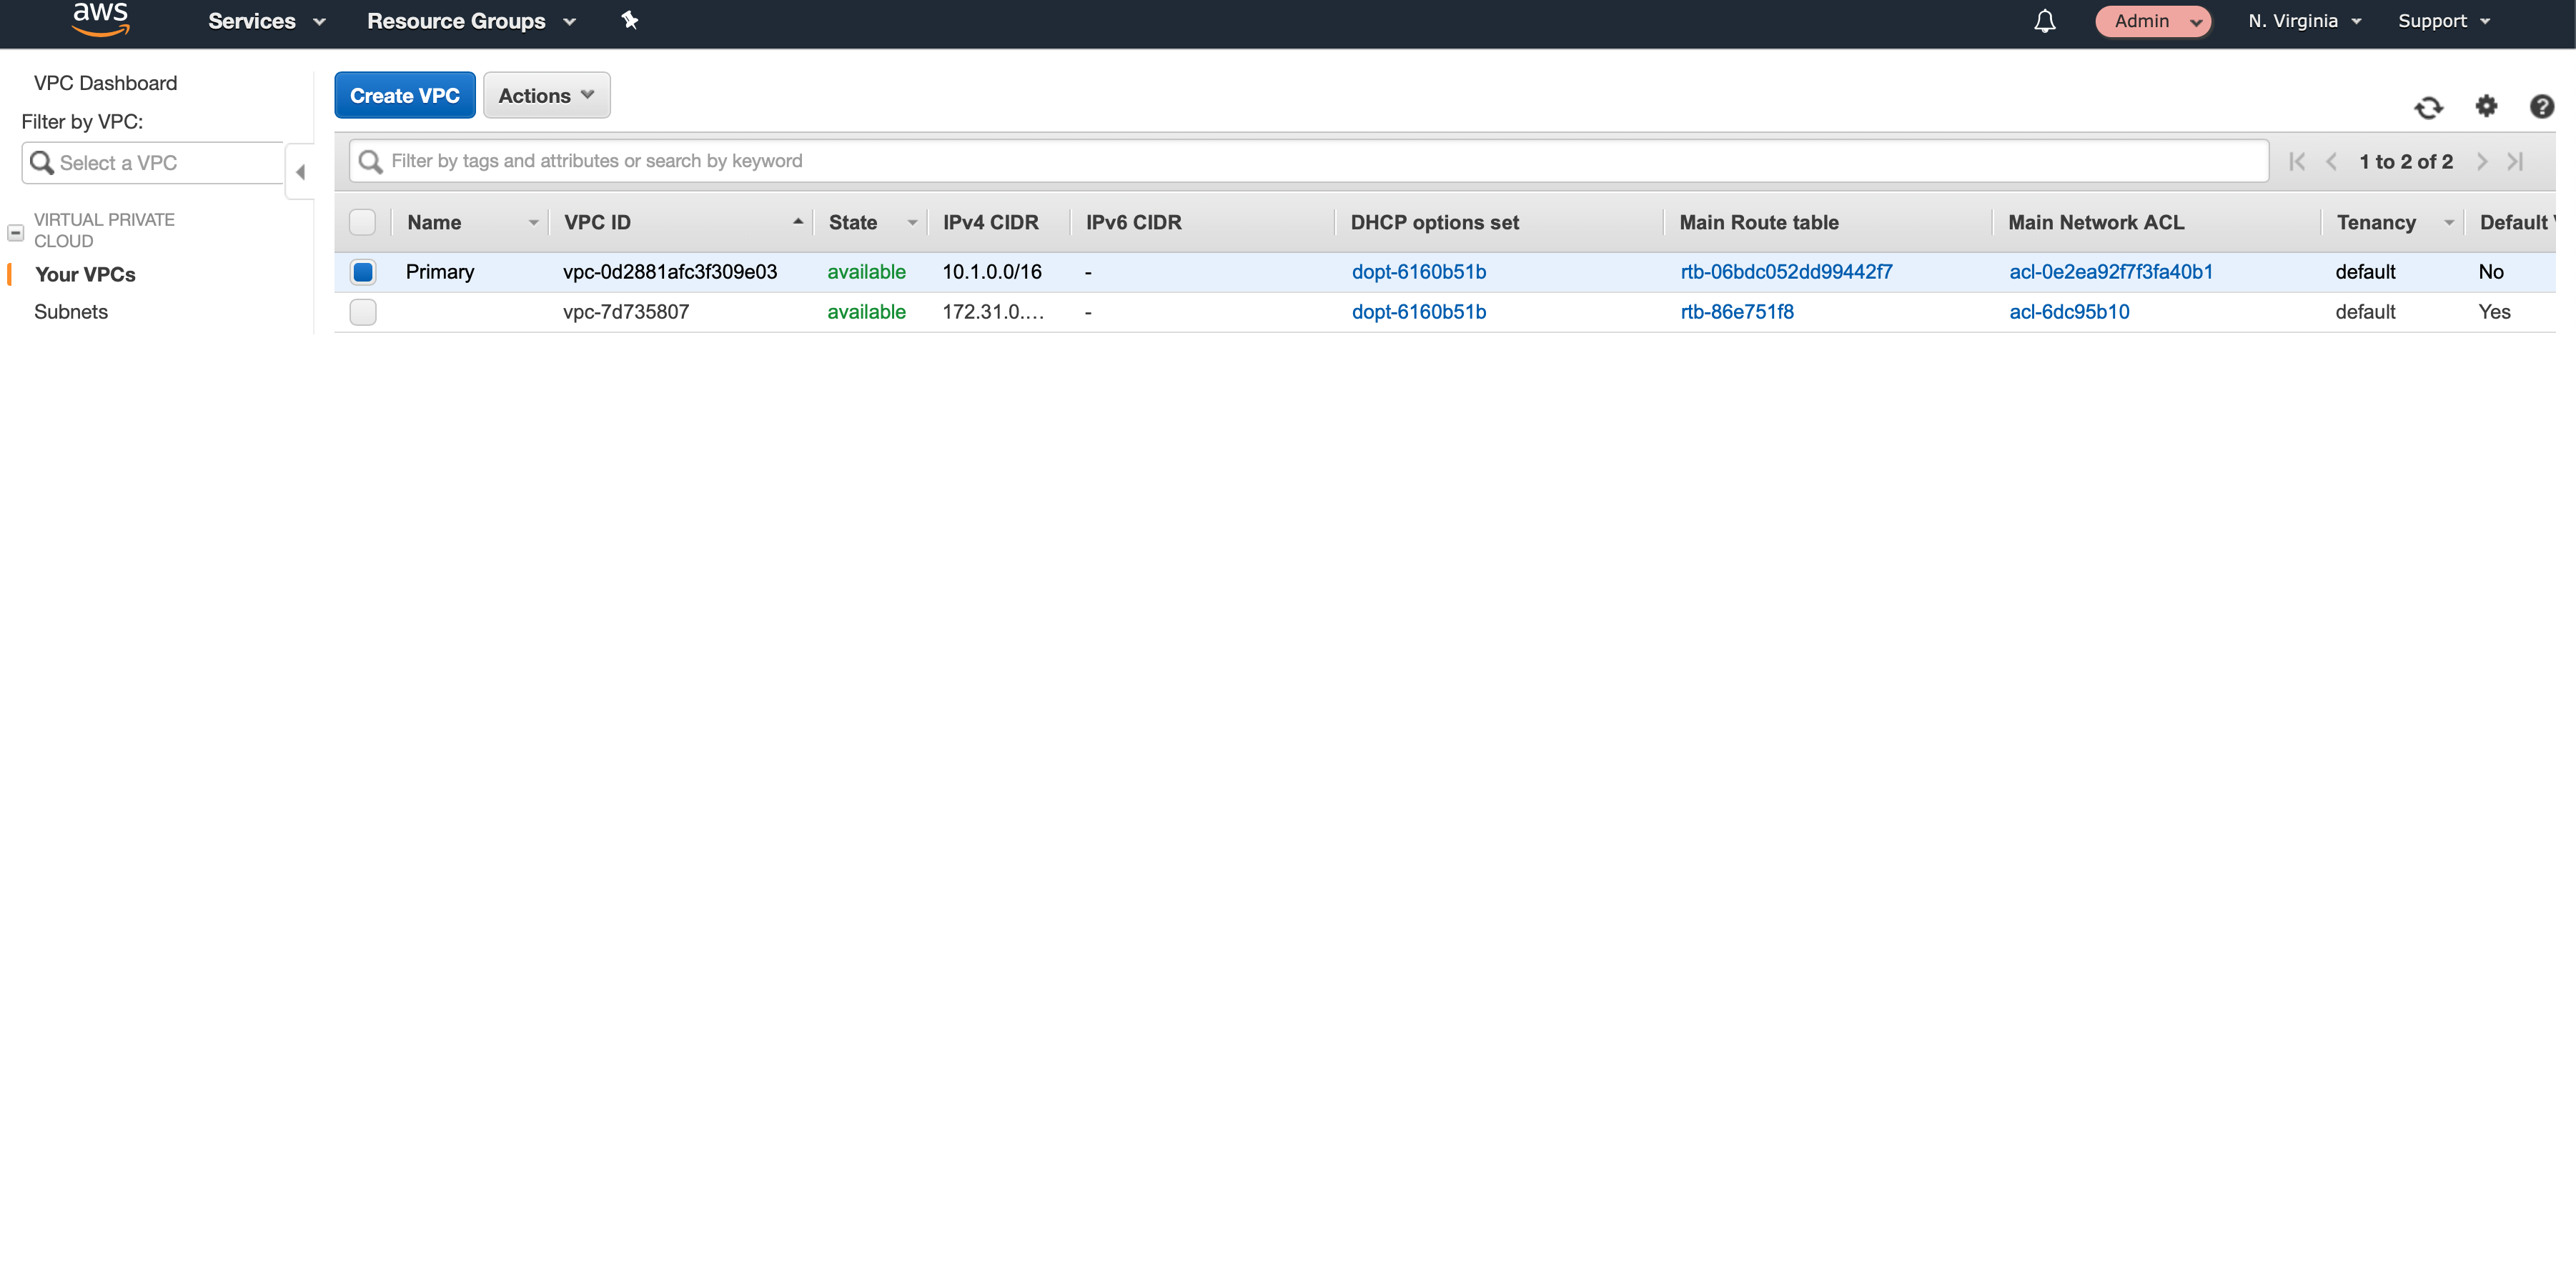 aws Services Resource Groups Admin N. Virginia Support
VPC Dashboard
Filter by VPC:
Select a VPC
VIRTUAL PRIVATE
CLOUD
Your VPCs
Subnets
Create VPC Actions
Filter by tags and attributes or search by keyword 1 to 2 of 2
Name VPC ID State IPv4 CIDR IPv6 CIDR DHCP options set Main Route table Main Network ACL Tenancy Default
Primary vpc-0d2881afc3f309e03 available 10.1.0.0/16 - dopt-6160b51b rtb-06bdc052dd99442f7 acl-0e2ea92f7f3fa40b1 default No
vpc-7d735807 available 172.31.0.... - dopt-6160b51b rtb-86e751f8 acl-6dc95b10 default Yes